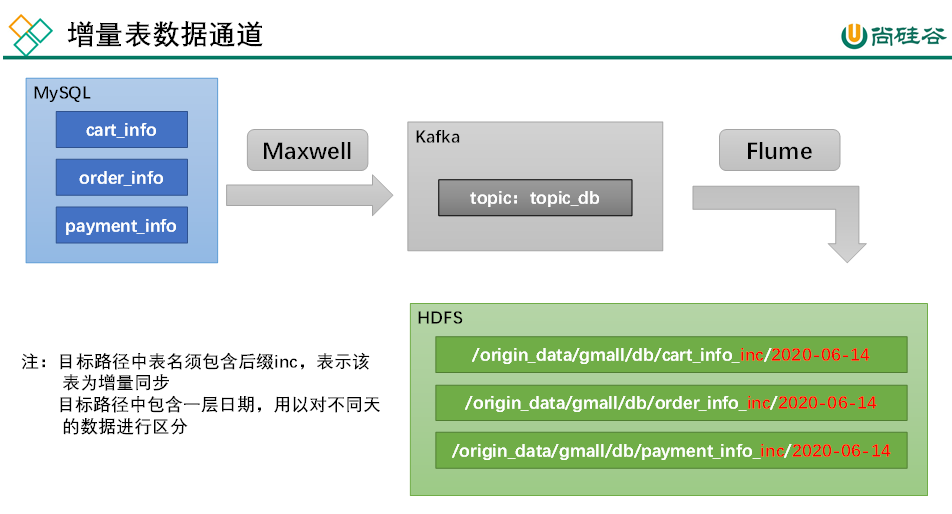 增量表数据通道
尚硅谷
MySQL
cart_info
order_info
payment_info
Maxwell
Kafka
topic：topic_db
Flume
HDFS
/origin_data/gmall/db/cart_info_inc/2020-06-14
/origin_data/gmall/db/order_info_inc/2020-06-14
/origin_data/gmall/db/payment_info_inc/2020-06-14
注：目标路径中表名须包含后缀inc，表示该
表为增量同步
目标路径中包含一层日期，用以对不同天
的数据进行区分